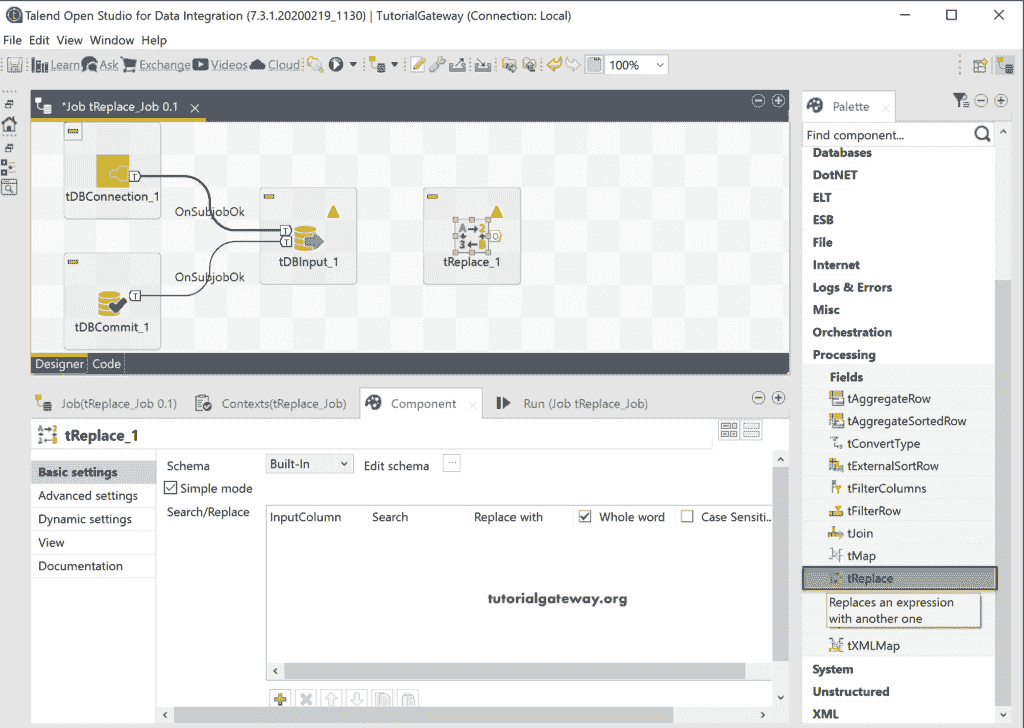 Talend Open Studio for Data Integration (7.3.1.20200219_1130) | TutorialGateway (Connection: Local)
File Edit View Window Help
Learn Ask Exchange Videos Cloud 100%
*Job tReplace_Job 0.1
tDBConnection_1
OnSubjobOk
tDBInput_1
tReplace_1
OnSubjobOk
tDBCommit_1
Designer Code
Job(tReplace_Job 0.1) Contexts(tReplace_Job) Component Run (Job tReplace_Job)
tReplace_1
Basic settings
Advanced settings
Dynamic settings
View
Documentation
Schema Built-In Edit schema ...
Simple mode
Search/Replace
InputColumn Search Replace with Whole word Case Sensiti..
tutorialgateway.org
Palette
Find component...
Databases
DotNET
ELT
ESB
File
Internet
Logs & Errors
Misc
Orchestration
Processing
Fields
tAggregateRow
tAggregateSortedRow
tConvertType
tExternalSortRow
tFilterColumns
tFilterRow
tJoin
tMap
tReplace
Replaces an expression
with another one
tXMLMap
System
Unstructured
XML